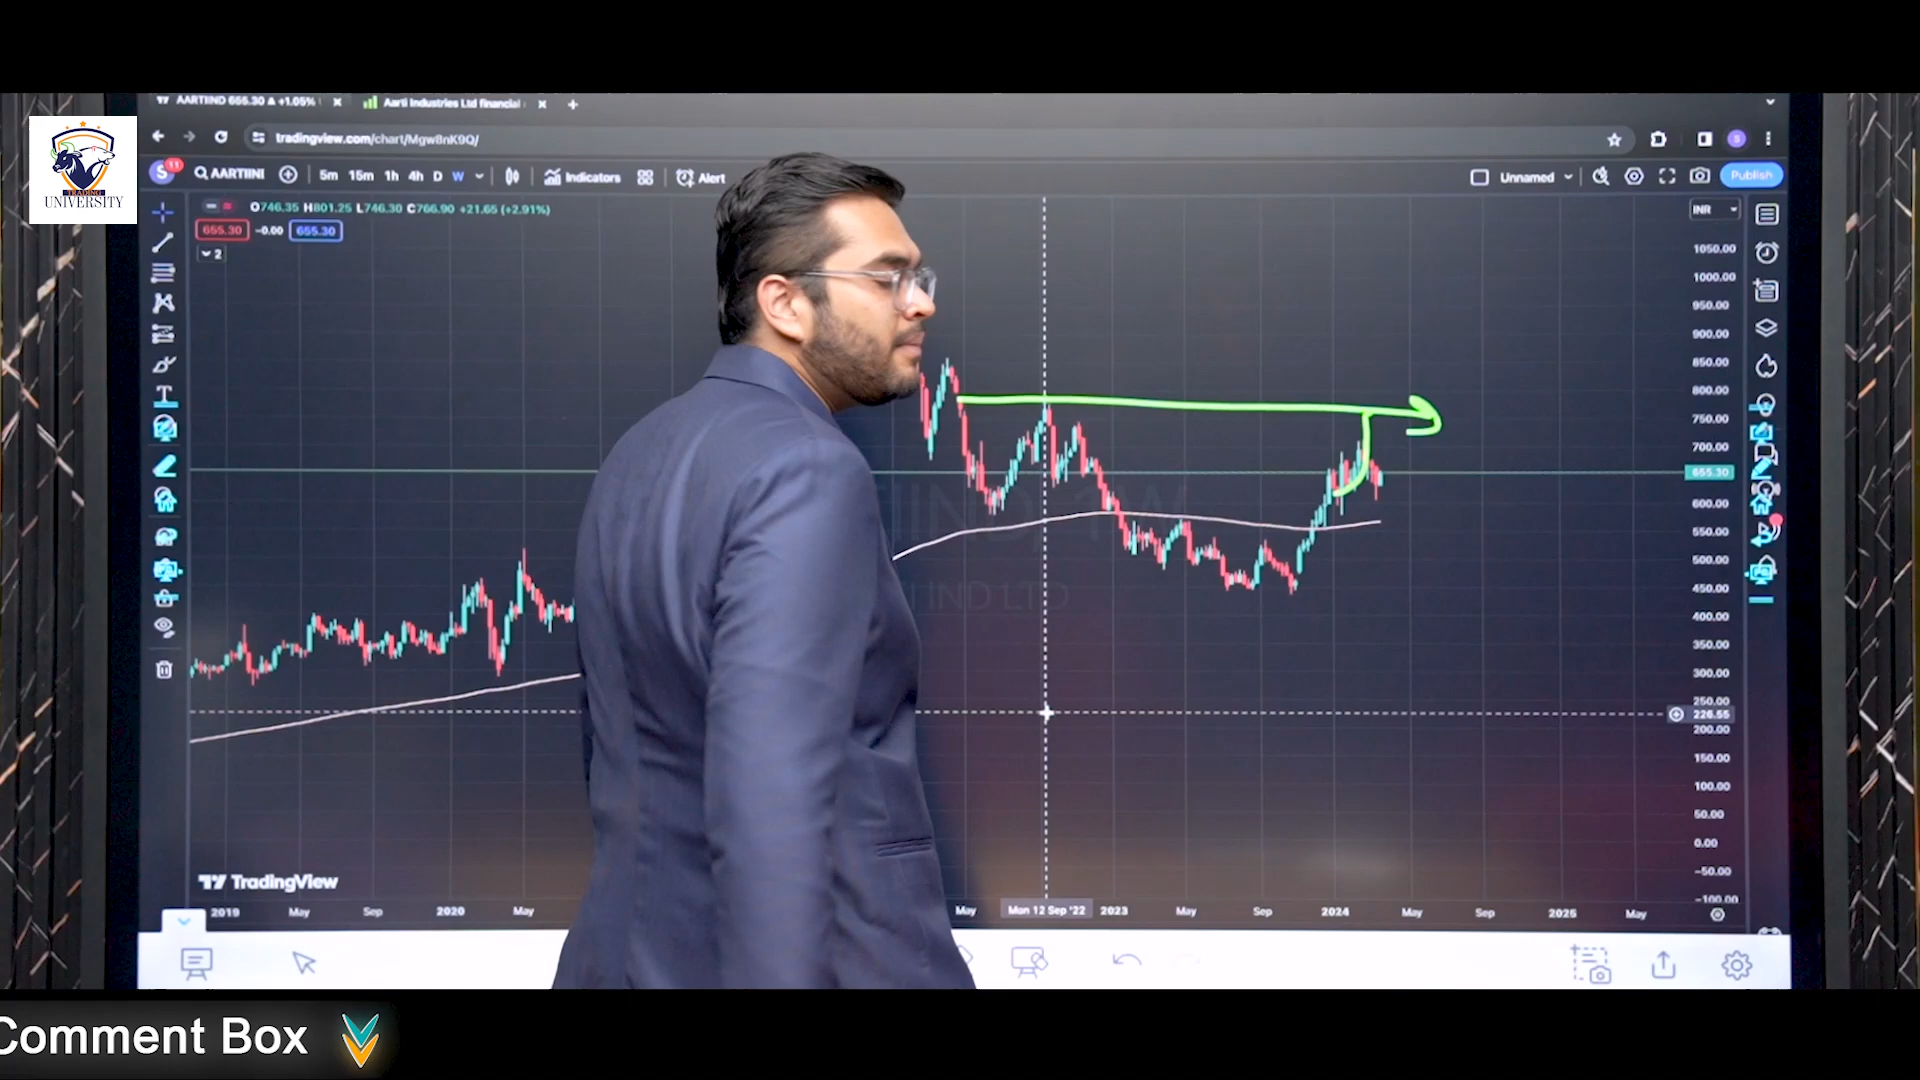 AARTIIND 655.30 ▲ +1.05%
Aarti Industries Ltd financial
tradingview.com/chart/Mgw8nK9Q/
TRADING
UNIVERSITY
S 11 AARTIINI 5m 15m 1h 4h D W Indicators Alert Unnamed Publish
O746.35 H801.25 L746.30 C766.90 +21.65 (+2.91%)
INR
655.30 −0.00 655.30
2
1050.00
1000.00
950.00
900.00
850.00
800.00
750.00
700.00
655.30
600.00
550.00
500.00
450.00
400.00
350.00
300.00
250.00
226.55
200.00
150.00
100.00
50.00
0.00
−50.00
−100.00
IND LTD
TradingView
2019 May Sep 2020 May May Mon 12 Sep '22 2023 May Sep 2024 May Sep 2025 May
Comment Box